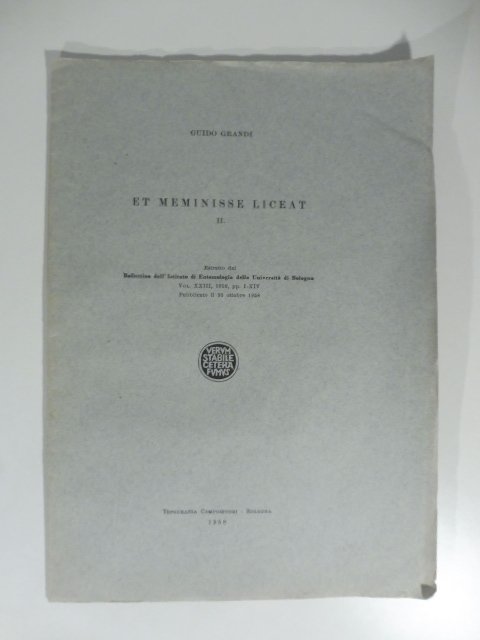 GUIDO GRANDI
ET MEMINISSE LICEAT
II.
Estratto dal
Bollettino dell'Istituto di Entomologia della Università di Bologna
VOL. XXIII, 1958, pp. I-XIV
Pubblicato il 20 ottobre 1958
VERVM
STABILE
CETERA
FVMVS
TIPOGRAFIA COMPOSITORI - BOLOGNA
1958